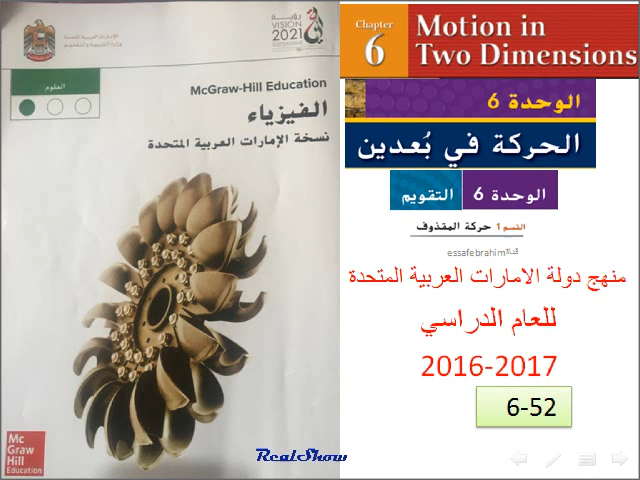 الإمارات العربية المتحدة
وزارة التربية والتعليم
رؤية
VISION
2021
العلوم
McGraw-Hill Education
الفيزياء
نسخة الإمارات العربية المتحدة
Mc
Graw
Hill
Education
Chapter
6
Motion in
Two Dimensions
الوحدة 6
الحركة في بُعدين
الوحدة 6 التقويم
القسم 1 حركة المقذوف
قناة essafebrahim
منهج دولة الامارات العربية المتحدة
للعام الدراسي
2016-2017
6-52
RealShow